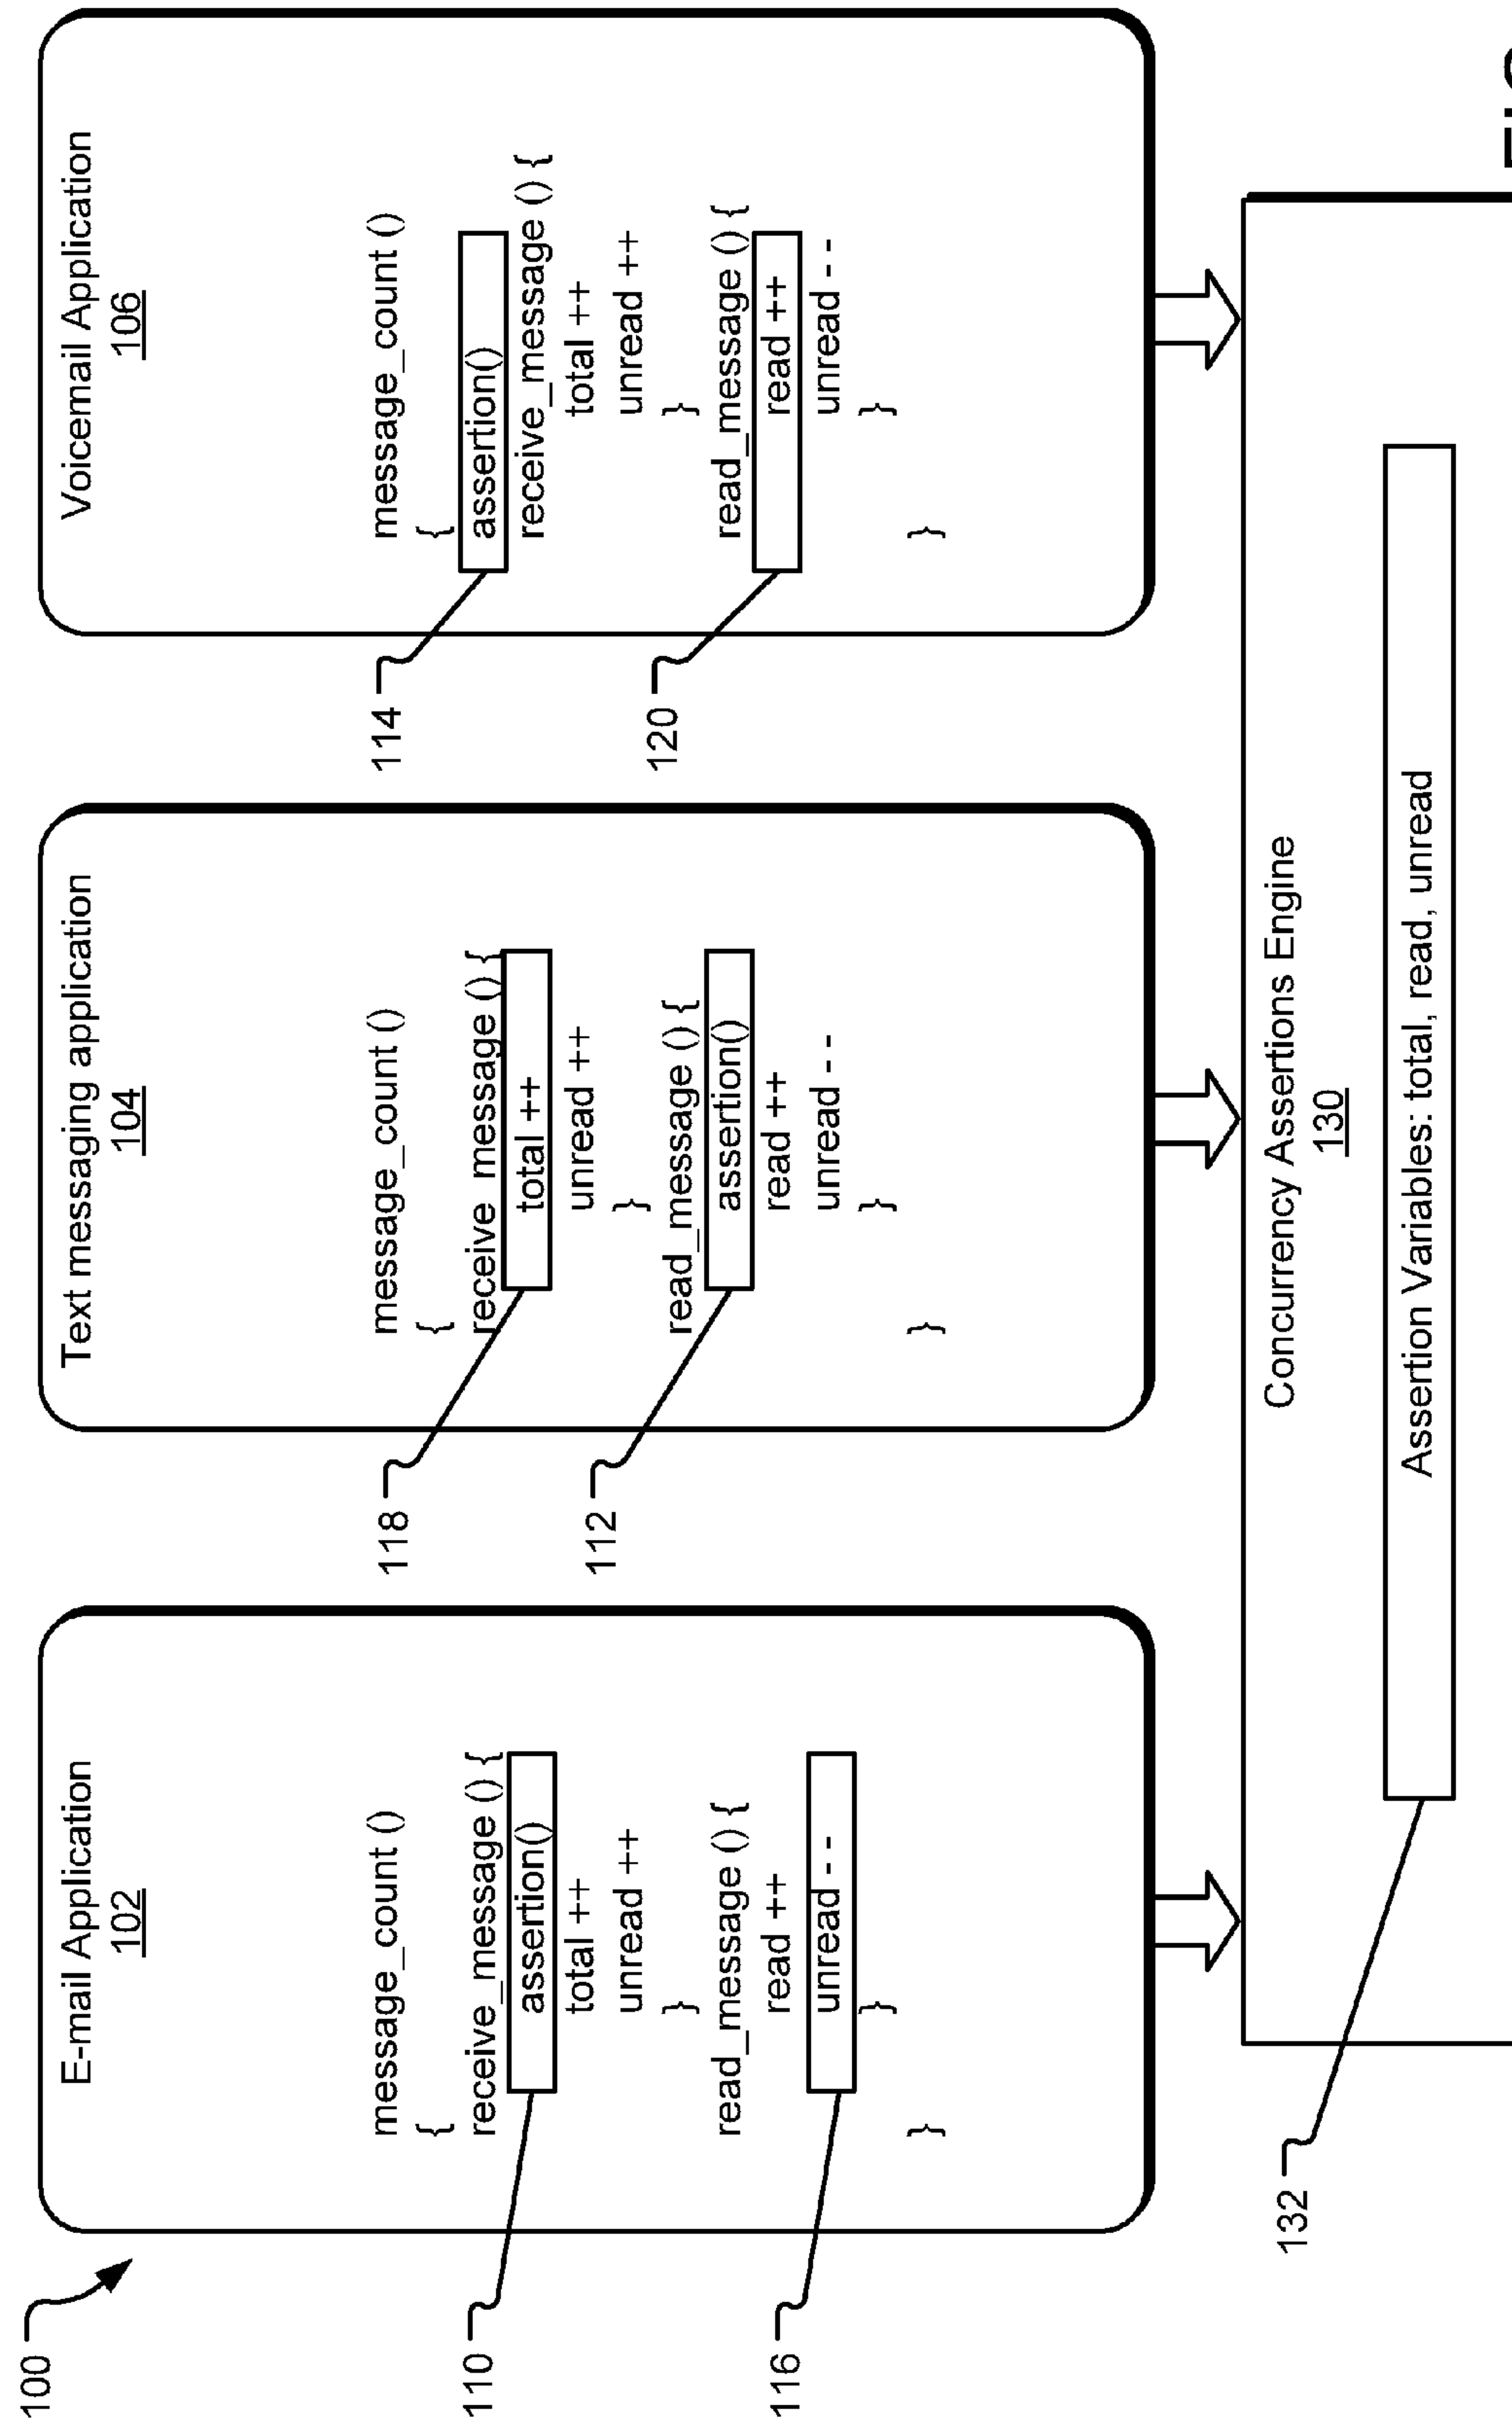 100
E-mail Application
102
message_count ()
{
receive_message () {
110
assertion()
total ++
unread ++
}
read_message () {
read ++
116
unread - -
}
}
Text messaging application
104
message_count ()
{
receive_message () {
118
total ++
unread ++
}
read_message () {
112
assertion()
read ++
unread - -
}
}
Voicemail Application
106
message_count ()
{
114
assertion()
receive_message () {
total ++
unread ++
}
read_message () {
120
read ++
unread - -
}
}
Concurrency Assertions Engine
130
132
Assertion Variables: total, read, unread